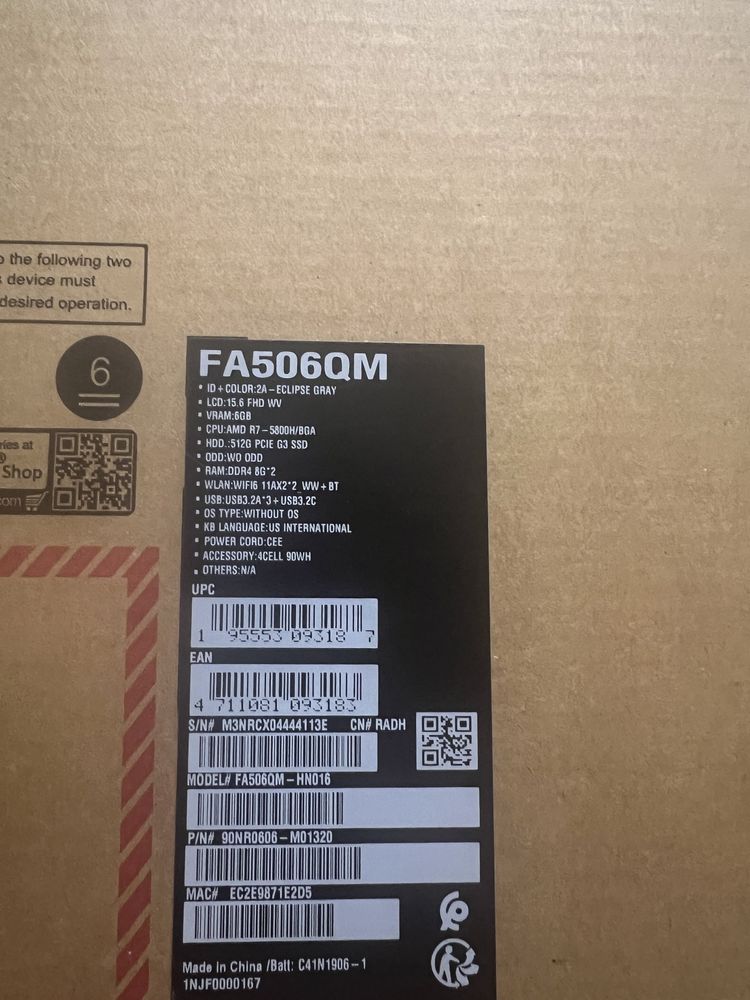 o the following two
s device must
desired operation.
6
ries at
®
Shop
com
FA506QM
• ID+COLOR:2A-ECLIPSE GRAY
• LCD:15.6 FHD WV
• VRAM:6GB
• CPU:AMD R7-5800H/BGA
• HDD.:512G PCIE G3 SSD
• ODD:WO ODD
• RAM:DDR4 8G*2
• WLAN:WIFI6 11AX2*2_WW+BT
• USB:USB3.2A*3+USB3.2C
• OS TYPE:WITHOUT OS
• KB LANGUAGE:US INTERNATIONAL
• POWER CORD:CEE
• ACCESSORY:4CELL 90WH
• OTHERS:N/A
UPC
1 95553 09318 7
EAN
4 711081 093183
S/N# M3NRCX04444113E CN# RADH
MODEL# FA506QM-HN016
P/N# 90NR0606-M01320
MAC# EC2E9871E2D5
Made in China /Batt: C41N1906-1
1NJF0000167